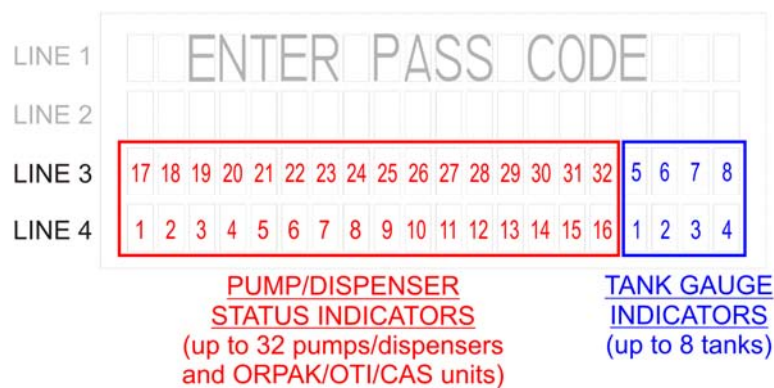 LINE 1 ENTER PASS CODE
LINE 2
LINE 3 17 18 19 20 21 22 23 24 25 26 27 28 29 30 31 32 5 6 7 8
LINE 4 1 2 3 4 5 6 7 8 9 10 11 12 13 14 15 16 1 2 3 4
PUMP/DISPENSER
STATUS INDICATORS
(up to 32 pumps/dispensers
and ORPAK/OTI/CAS units)
TANK GAUGE
INDICATORS
(up to 8 tanks)